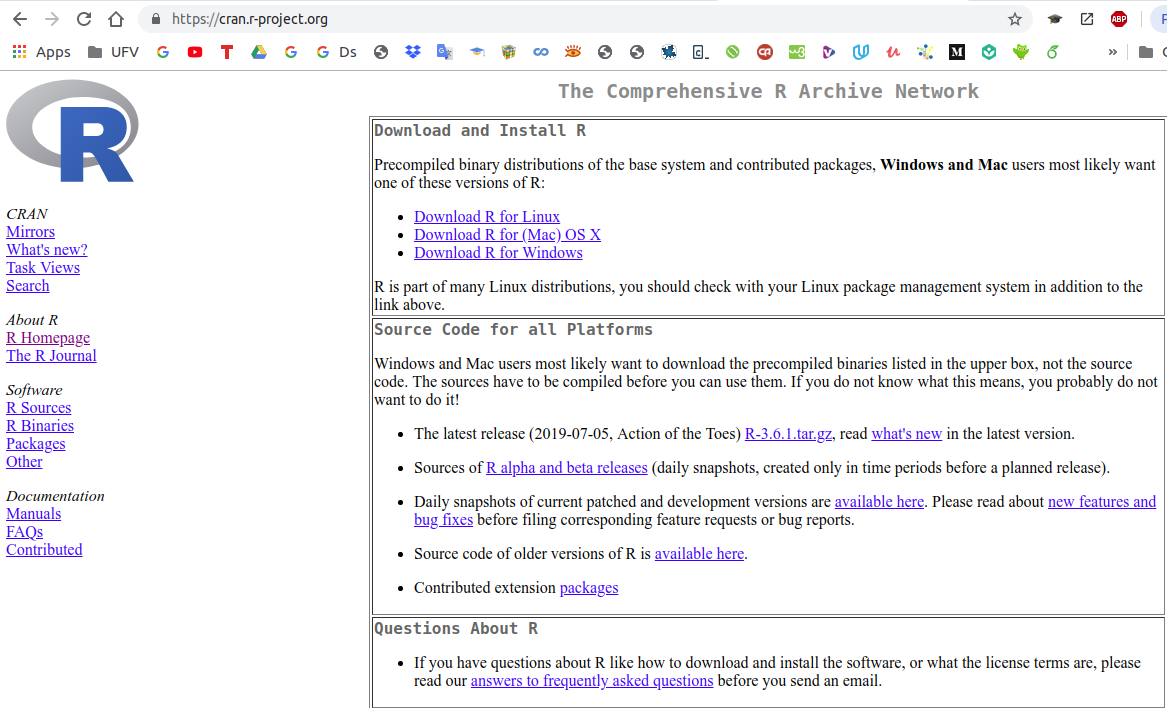 https://cran.r-project.org
ABP
Apps
UFV
Ds
The Comprehensive R Archive Network
R
CRAN
Mirrors
What's new?
Task Views
Search
About R
R Homepage
The R Journal
Software
R Sources
R Binaries
Packages
Other
Documentation
Manuals
FAQs
Contributed
Download and Install R
Precompiled binary distributions of the base system and contributed packages, Windows and Mac users most likely want
one of these versions of R:
Download R for Linux
Download R for (Mac) OS X
Download R for Windows
R is part of many Linux distributions, you should check with your Linux package management system in addition to the
link above.
Source Code for all Platforms
Windows and Mac users most likely want to download the precompiled binaries listed in the upper box, not the source
code. The sources have to be compiled before you can use them. If you do not know what this means, you probably do not
want to do it!
The latest release (2019-07-05, Action of the Toes) R-3.6.1.tar.gz, read what's new in the latest version.
Sources of R alpha and beta releases (daily snapshots, created only in time periods before a planned release).
Daily snapshots of current patched and development versions are available here. Please read about new features and
bug fixes before filing corresponding feature requests or bug reports.
Source code of older versions of R is available here.
Contributed extension packages
Questions About R
If you have questions about R like how to download and install the software, or what the license terms are, please
read our answers to frequently asked questions before you send an email.